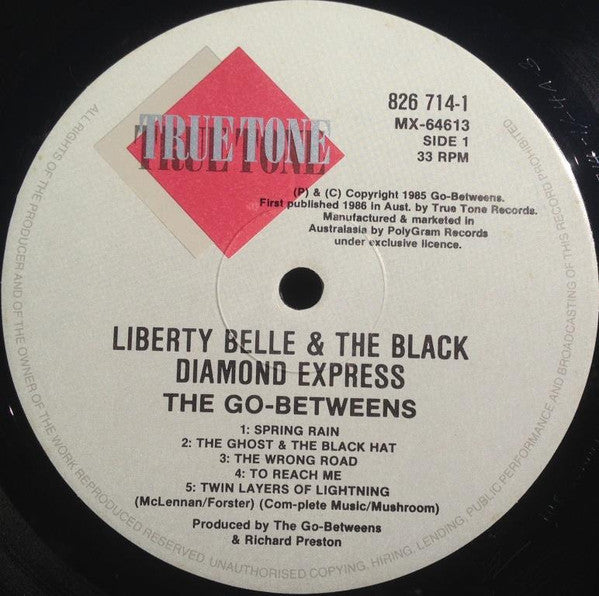 TRUE TONE
826 714-1
MX-64613
SIDE 1
33 RPM
(P) & (C) Copyright 1985 Go-Betweens.
First published 1986 in Aust. by True Tone Records.
Manufactured & marketed in
Australasia by PolyGram Records
under exclusive licence.
LIBERTY BELLE & THE BLACK
DIAMOND EXPRESS
THE GO-BETWEENS
1: SPRING RAIN
2: THE GHOST & THE BLACK HAT
3: THE WRONG ROAD
4: TO REACH ME
5: TWIN LAYERS OF LIGHTNING
(McLennan/Forster) (Com-plete Music/Mushroom)
Produced by The Go-Betweens
& Richard Preston
ALL RIGHTS OF THE PRODUCER AND OF THE OWNER OF THE WORK REPRODUCED RESERVED. UNAUTHORISED COPYING, HIRING, LENDING, PUBLIC PERFORMANCE AND BROADCASTING OF THIS RECORD PROHIBITED